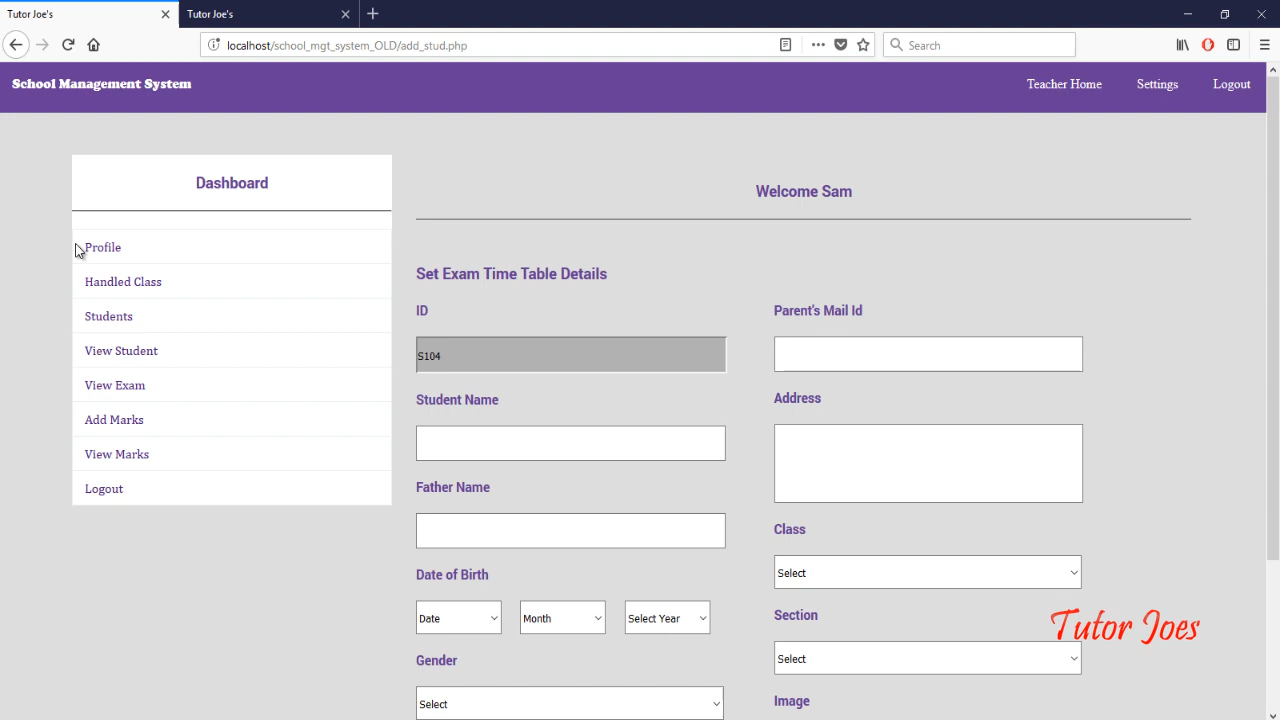 Tutor Joe's
Tutor Joe's
localhost/school_mgt_system_OLD/add_stud.php
Search
School Management System
Teacher Home
Settings
Logout
Dashboard
Profile
Handled Class
Students
View Student
View Exam
Add Marks
View Marks
Logout
Welcome Sam
Set Exam Time Table Details
ID
S104
Student Name
Father Name
Date of Birth
Date
Month
Select Year
Gender
Select
Parent's Mail Id
Address
Class
Select
Section
Select
Image
Tutor Joes